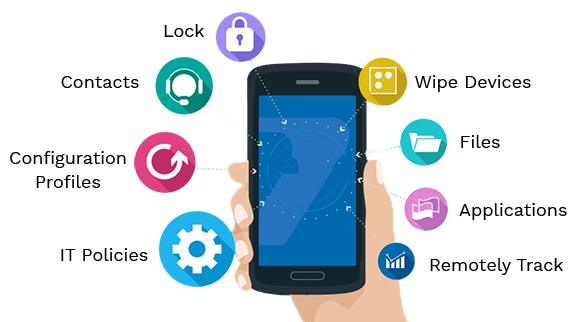 Lock
Contacts
Wipe Devices
Files
Configuration
Profiles
Applications
IT Policies
Remotely Track